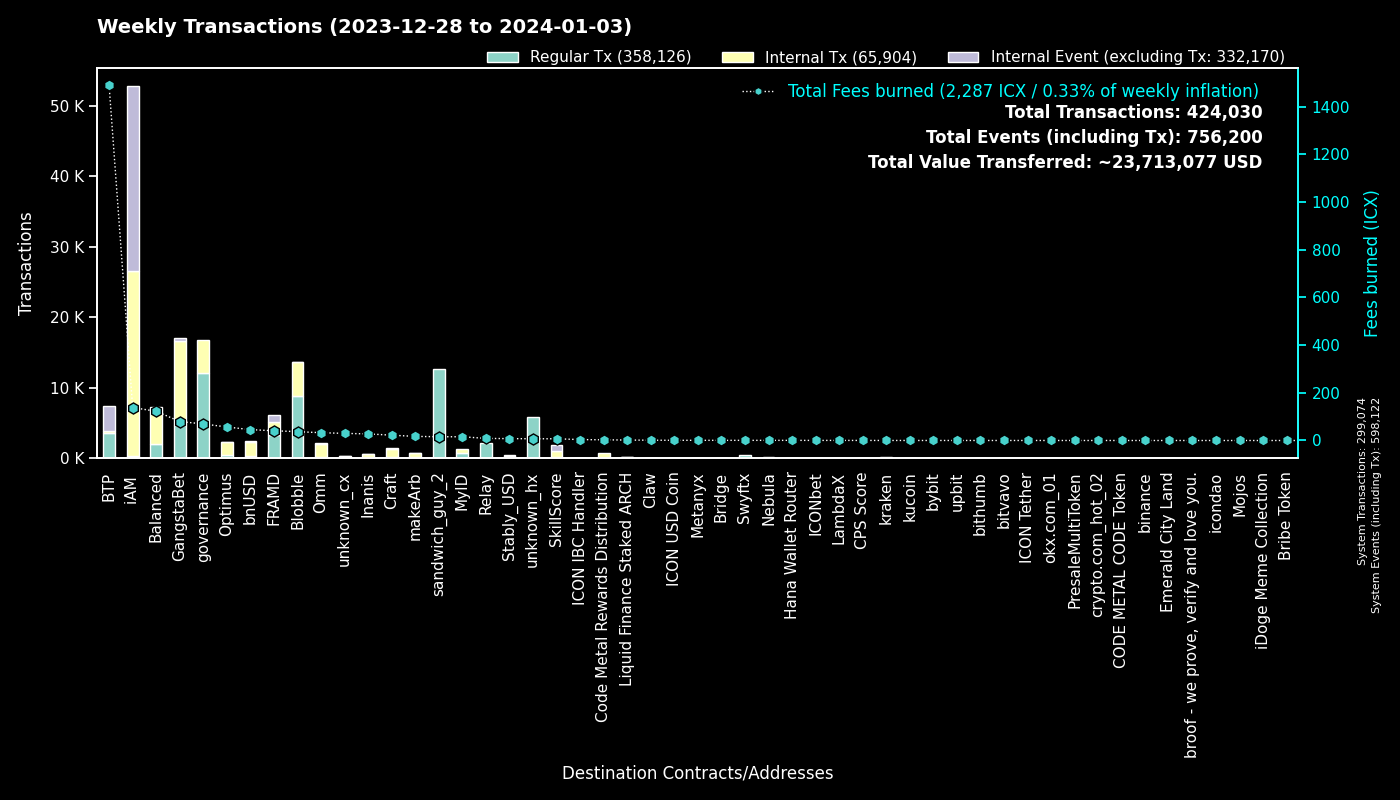 Weekly Transactions (2023-12-28 to 2024-01-03)
Regular Tx (358,126)
Internal Tx (65,904)
Internal Event (excluding Tx: 332,170)
Total Fees burned (2,287 ICX / 0.33% of weekly inflation)
Total Transactions: 424,030
Total Events (including Tx): 756,200
Total Value Transferred: ~23,713,077 USD
Transactions
50 K
40 K
30 K
20 K
10 K
0 K
1400
1200
1000
800
600
400
200
0
Fees burned (ICX)
System Transactions: 299,074
System Events (including Tx): 598,122
BTP
iAM
Balanced
GangstaBet
governance
Optimus
bnUSD
FRAMD
Blobble
Omm
unknown_cx
Inanis
Craft
makeArb
sandwich_guy_2
MyID
Relay
Stably_USD
unknown_hx
SkillScore
ICON IBC Handler
Code Metal Rewards Distribution
Liquid Finance Staked ARCH
Claw
ICON USD Coin
Metanyx
Bridge
Swyftx
Nebula
Hana Wallet Router
ICONbet
LambdaX
CPS Score
kraken
kucoin
bybit
upbit
bithumb
bitvavo
ICON Tether
okx.com_01
PresaleMultiToken
crypto.com_hot_02
CODE METAL CODE Token
binance
Emerald City Land
broof - we prove, verify and love you.
icondao
Mojos
iDoge Meme Collection
Bribe Token
Destination Contracts/Addresses